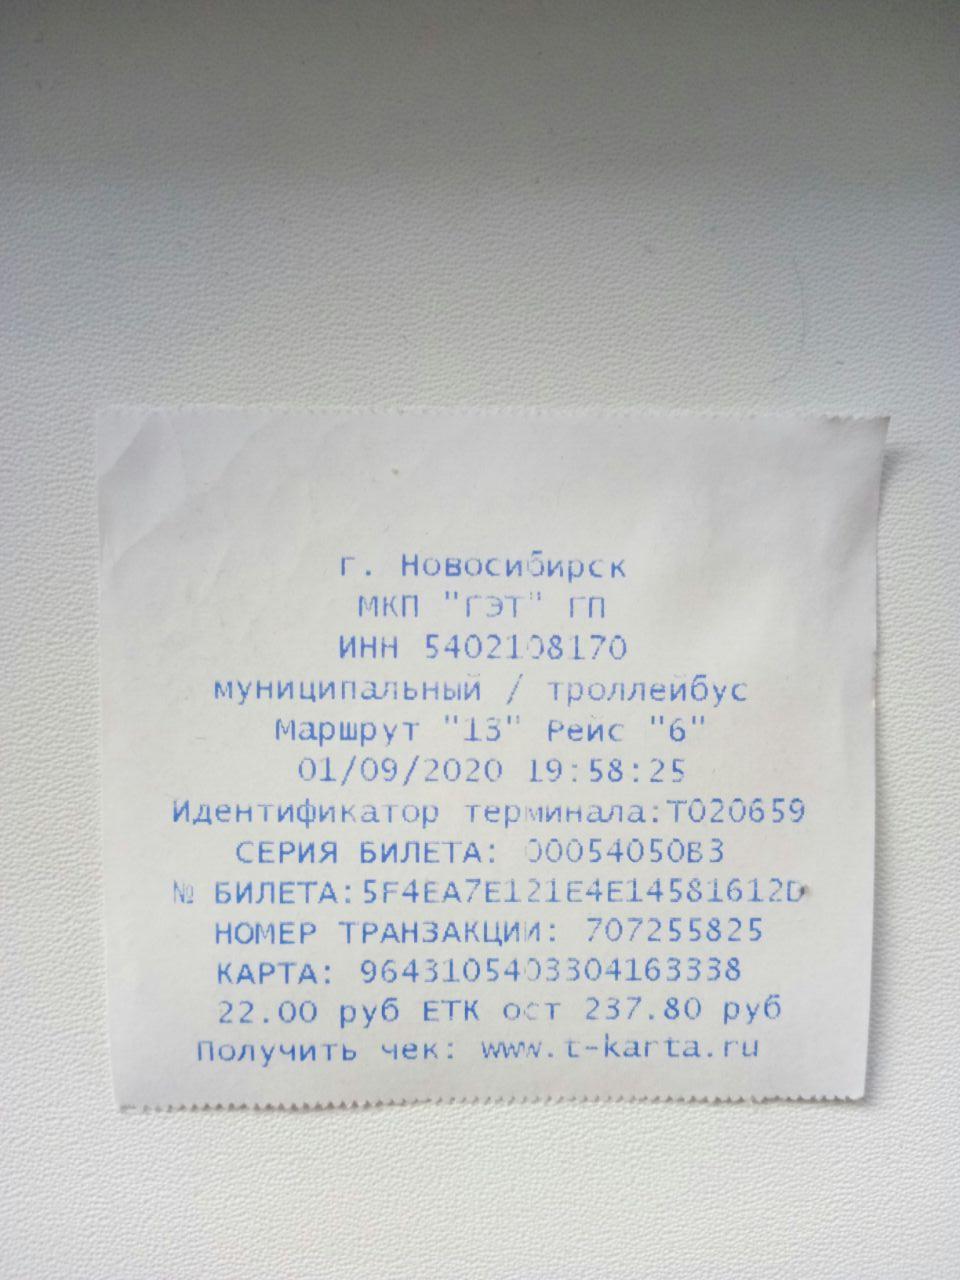 г. Новосибирск
МКП "ГЭТ" ГП
ИНН 5402108170
муниципальный / троллейбус
Маршрут "13" Рейс "6"
01/09/2020 19:58:25
Идентификатор терминала:Т020659
СЕРИЯ БИЛЕТА: 00054050В3
№ БИЛЕТА:5F4EA7E121E4E14581612D
НОМЕР ТРАНЗАКЦИИ: 707255825
КАРТА: 9643105403304163338
22.00 руб ЕТК ост 237.80 руб
Получить чек: www.t-karta.ru